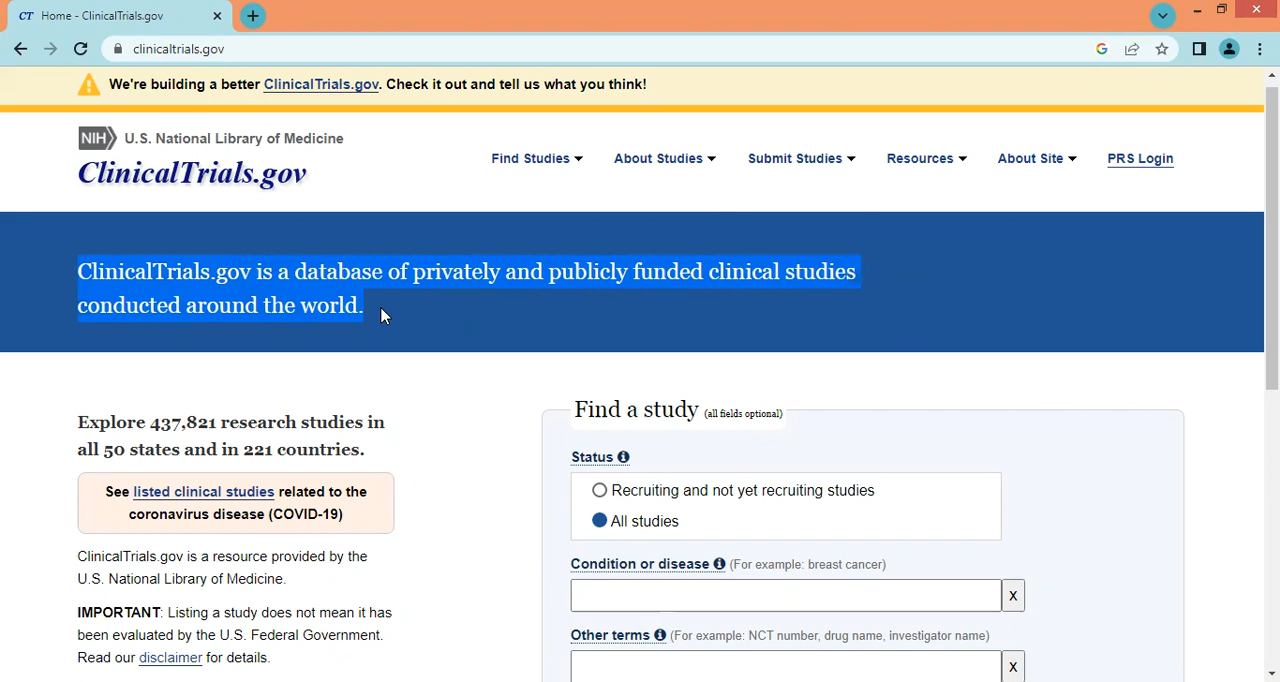 CT Home - ClinicalTrials.gov
clinicaltrials.gov
We're building a better ClinicalTrials.gov. Check it out and tell us what you think!
NIH U.S. National Library of Medicine
ClinicalTrials.gov
Find Studies About Studies Submit Studies Resources About Site PRS Login
ClinicalTrials.gov is a database of privately and publicly funded clinical studies
conducted around the world.
Explore 437,821 research studies in
all 50 states and in 221 countries.
See listed clinical studies related to the
coronavirus disease (COVID-19)
ClinicalTrials.gov is a resource provided by the
U.S. National Library of Medicine.
IMPORTANT: Listing a study does not mean it has
been evaluated by the U.S. Federal Government.
Read our disclaimer for details.
Find a study (all fields optional)
Status
Recruiting and not yet recruiting studies
All studies
Condition or disease (For example: breast cancer)
X
Other terms (For example: NCT number, drug name, investigator name)
X